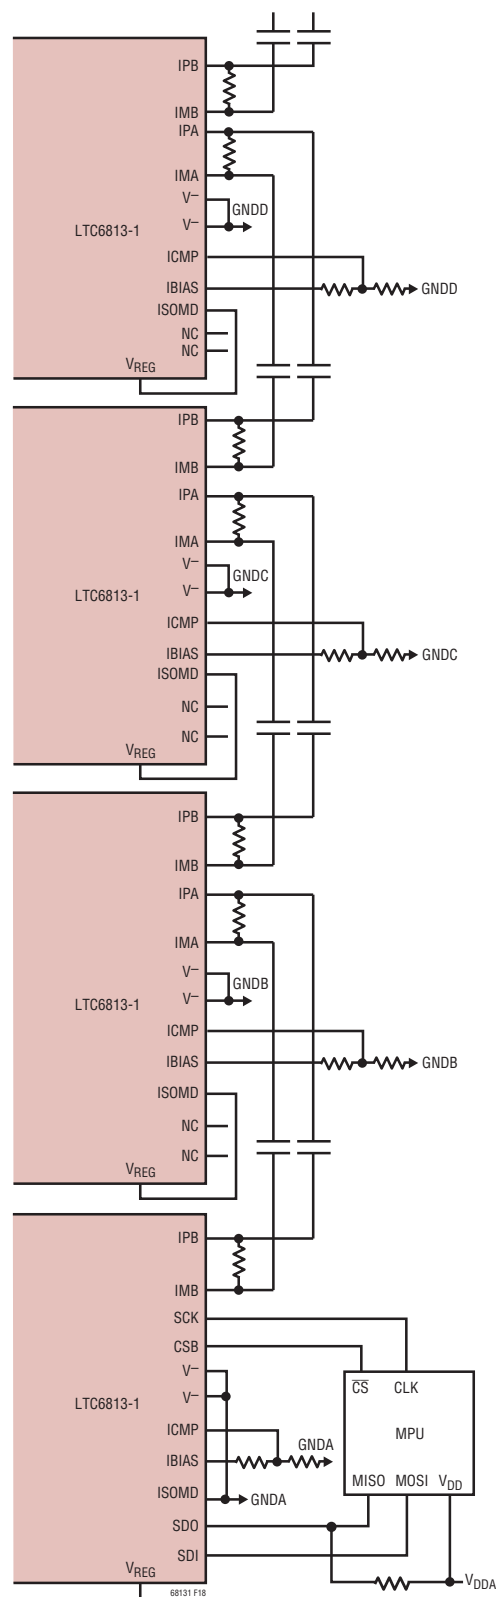 IPB
IMB
IPA
IMA
V–
GNDD
V–
LTC6813-1
ICMP
IBIAS
GNDD
ISOMD
NC
NC
VREG
IPB
IMB
IPA
IMA
V–
GNDC
V–
LTC6813-1
ICMP
IBIAS
GNDC
ISOMD
NC
NC
VREG
IPB
IMB
IPA
IMA
V–
GNDB
V–
LTC6813-1
ICMP
IBIAS
GNDB
ISOMD
NC
NC
VREG
IPB
IMB
SCK
CSB
V–
CS CLK
V–
LTC6813-1
MPU
ICMP
GNDA
IBIAS
MISO MOSI VDD
ISOMD
GNDA
SDO
SDI
VREG
VDDA
68131 F18